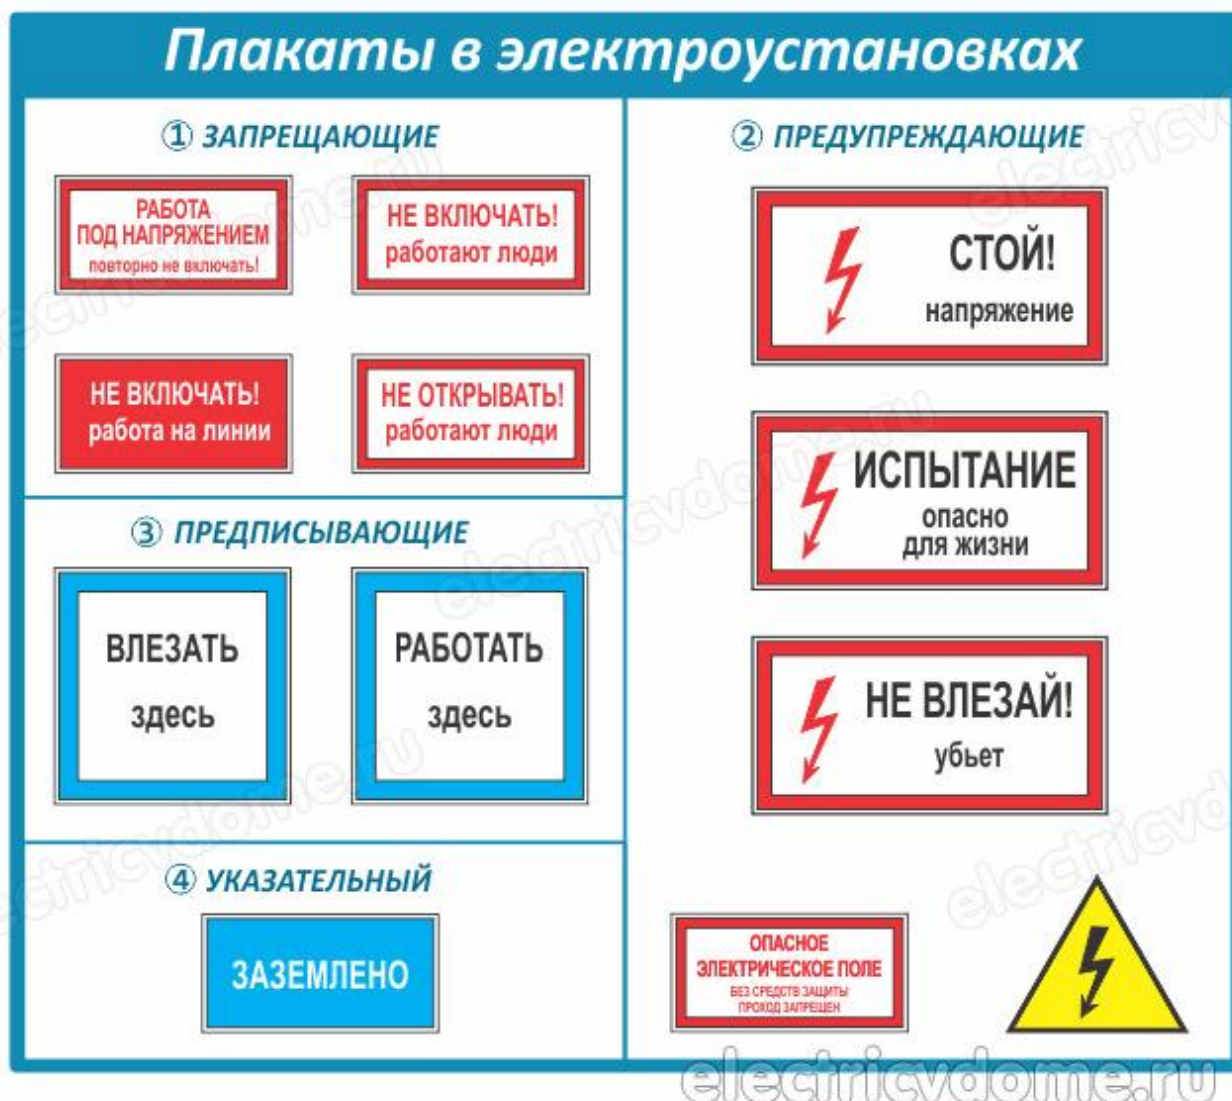 Плакаты в электроустановках
① ЗАПРЕЩАЮЩИЕ
РАБОТА
ПОД НАПРЯЖЕНИЕМ
повторно не включать!
НЕ ВКЛЮЧАТЬ!
работают люди
НЕ ВКЛЮЧАТЬ!
работа на линии
НЕ ОТКРЫВАТЬ!
работают люди
② ПРЕДУПРЕЖДАЮЩИЕ
СТОЙ!
напряжение
ИСПЫТАНИЕ
опасно
для жизни
НЕ ВЛЕЗАЙ!
убьет
ОПАСНОЕ
ЭЛЕКТРИЧЕСКОЕ ПОЛЕ
БЕЗ СРЕДСТВ ЗАЩИТЫ
ПРОХОД ЗАПРЕЩЕН
③ ПРЕДПИСЫВАЮЩИЕ
ВЛЕЗАТЬ
здесь
РАБОТАТЬ
здесь
④ УКАЗАТЕЛЬНЫЙ
ЗАЗЕМЛЕНО
electricvdome.ru